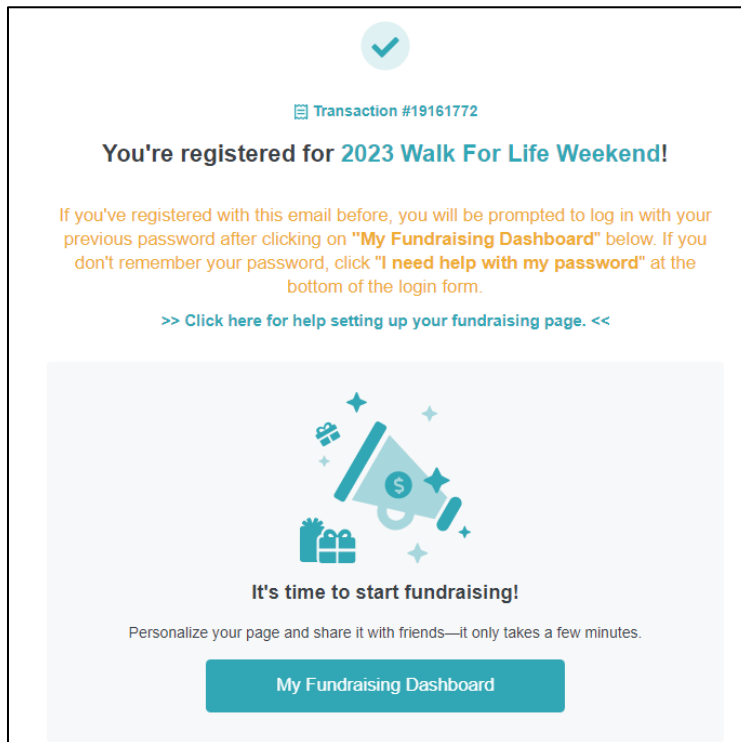 Transaction #19161772
You're registered for 2023 Walk For Life Weekend!
If you've registered with this email before, you will be prompted to log in with your
previous password after clicking on "My Fundraising Dashboard" below. If you
don't remember your password, click "I need help with my password" at the
bottom of the login form.
>> Click here for help setting up your fundraising page. <<
$
It's time to start fundraising!
Personalize your page and share it with friends—it only takes a few minutes.
My Fundraising Dashboard